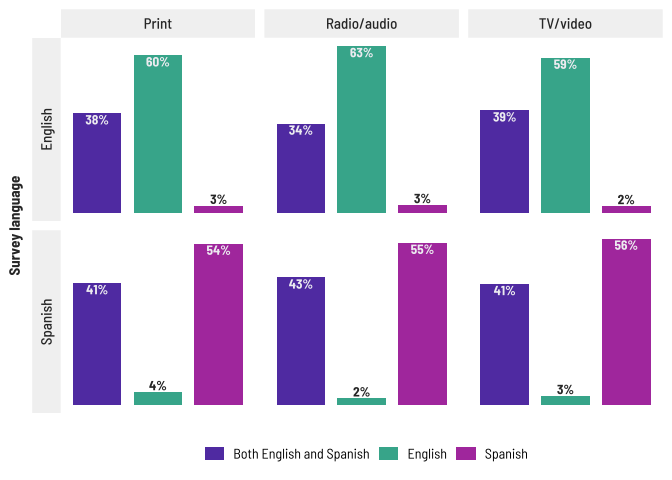 Print Radio/audio TV/video
Survey language
English
38% 60% 3% 34% 63% 3% 39% 59% 2%
Spanish
41% 4% 54% 43% 2% 55% 41% 3% 56%
Both English and Spanish English Spanish